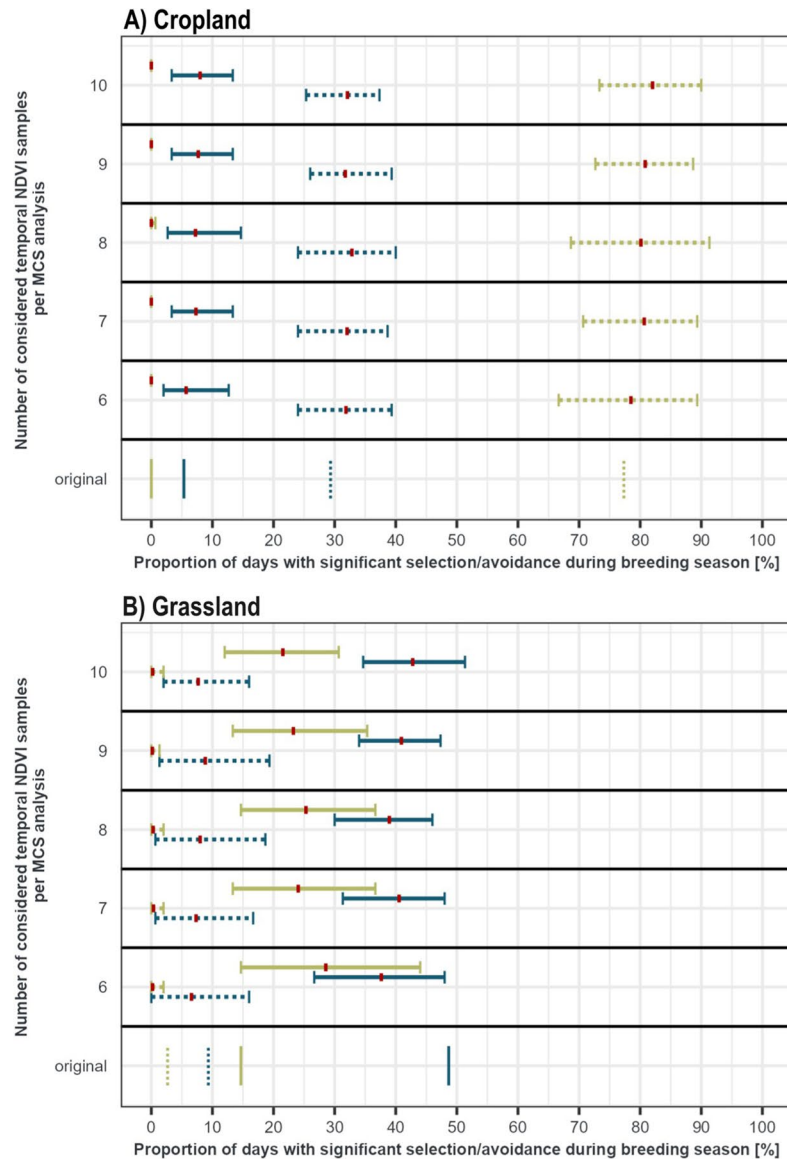 A) Cropland
Number of considered temporal NDVI samples
per MCS analysis
10
9
8
7
6
original
0 10 20 30 40 50 60 70 80 90 100
Proportion of days with significant selection/avoidance during breeding season [%]
B) Grassland
Number of considered temporal NDVI samples
per MCS analysis
10
9
8
7
6
original
0 10 20 30 40 50 60 70 80 90 100
Proportion of days with significant selection/avoidance during breeding season [%]